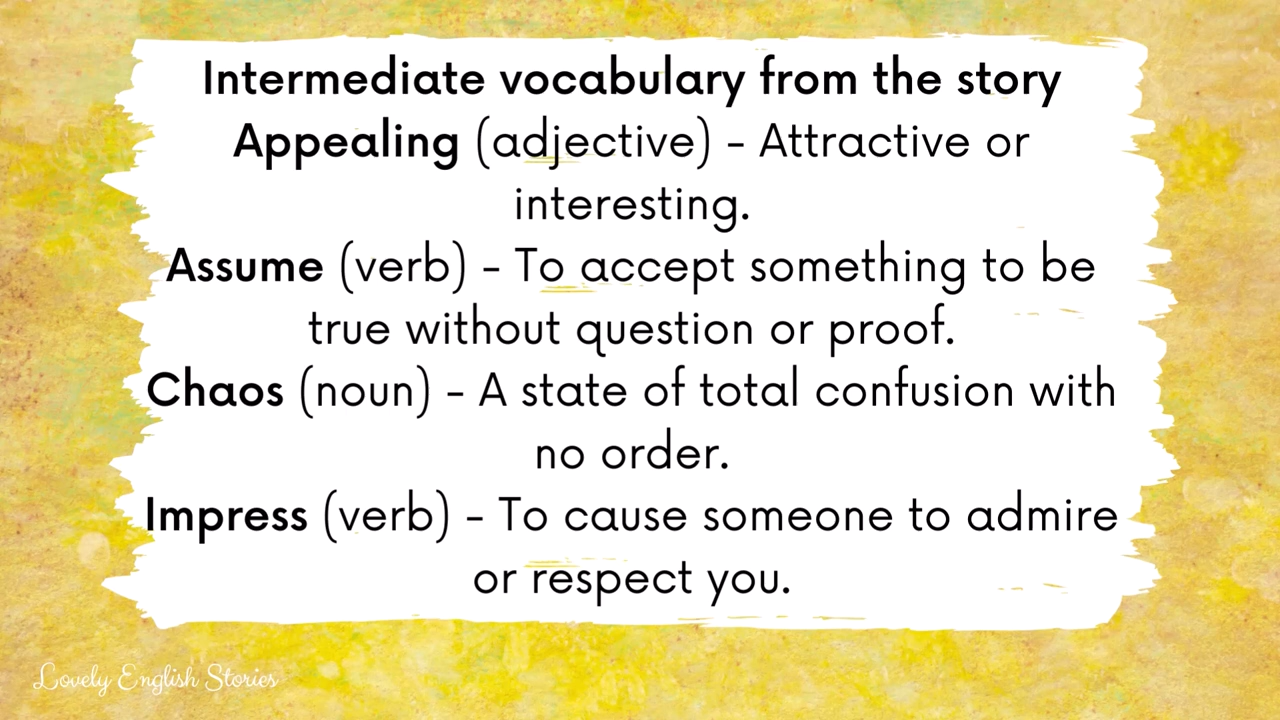 Intermediate vocabulary from the story
Appealing (adjective) - Attractive or
interesting.
Assume (verb) - To accept something to be
true without question or proof.
Chaos (noun) - A state of total confusion with
no order.
Impress (verb) - To cause someone to admire
or respect you.
Lovely English Stories